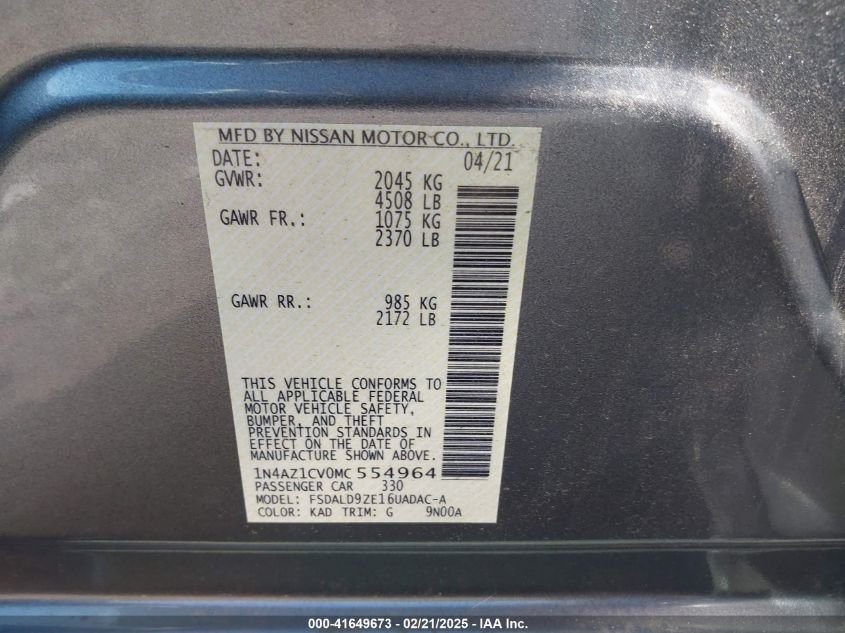 MFD BY NISSAN MOTOR CO., LTD.
DATE: 04/21
GVWR: 2045 KG
4508 LB
GAWR FR.: 1075 KG
2370 LB
GAWR RR.: 985 KG
2172 LB
THIS VEHICLE CONFORMS TO
ALL APPLICABLE FEDERAL
MOTOR VEHICLE SAFETY,
BUMPER, AND THEFT
PREVENTION STANDARDS IN
EFFECT ON THE DATE OF
MANUFACTURE SHOWN ABOVE.
1N4AZ1CV0MC 554964
PASSENGER CAR 330
MODEL: FSDALD9ZE16UADAC-A
COLOR: KAD TRIM: G 9N00A
000-41649673 - 02/21/2025 - IAA Inc.